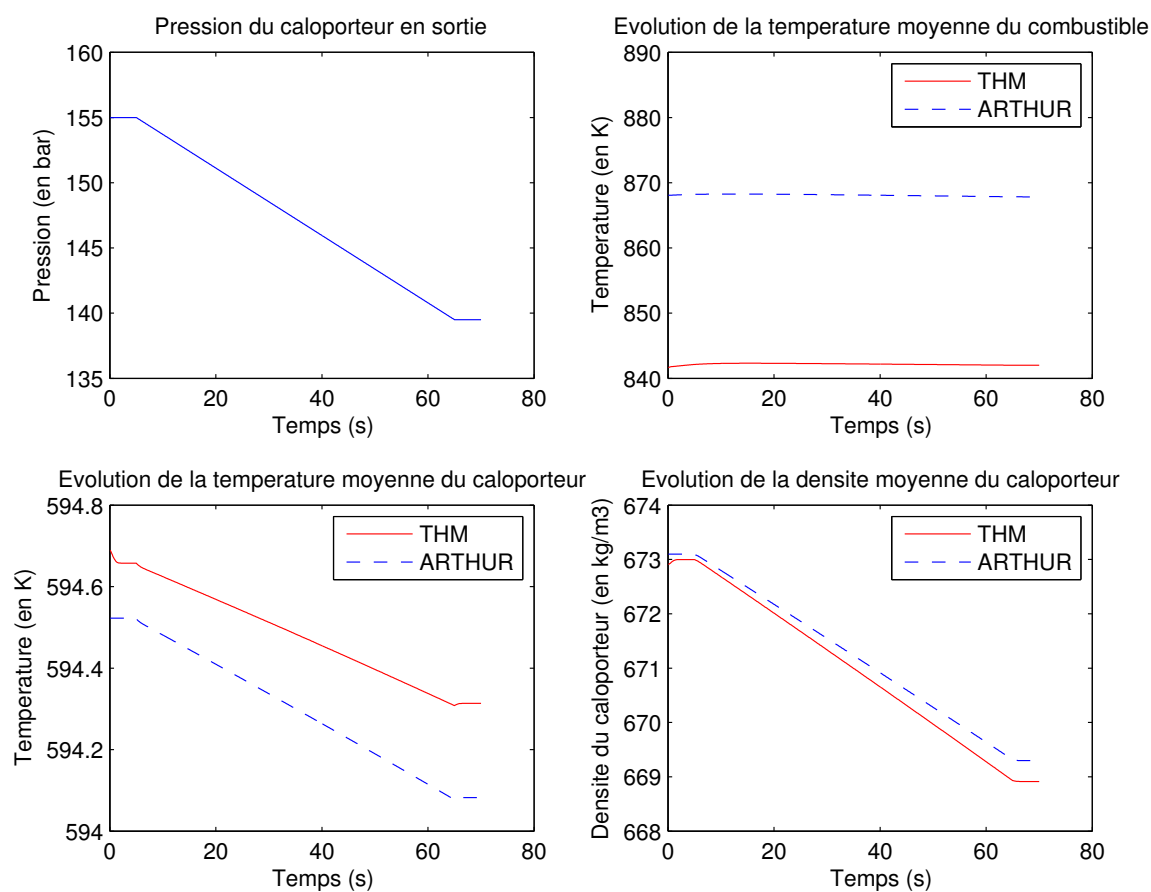 Pression du caloporteur en sortie
160
155
150
145
140
135
Pression (en bar)
0 20 40 60 80
Temps (s)
Evolution de la temperature moyenne du combustible
890
880
870
860
850
840
Temperature (en K)
THM
ARTHUR
0 20 40 60 80
Temps (s)
Evolution de la temperature moyenne du caloporteur
594.8
594.6
594.4
594.2
594
Temperature (en K)
THM
ARTHUR
0 20 40 60 80
Temps (s)
Evolution de la densite moyenne du caloporteur
674
673
672
671
670
669
668
Densite du caloporteur (en kg/m3)
THM
ARTHUR
0 20 40 60 80
Temps (s)